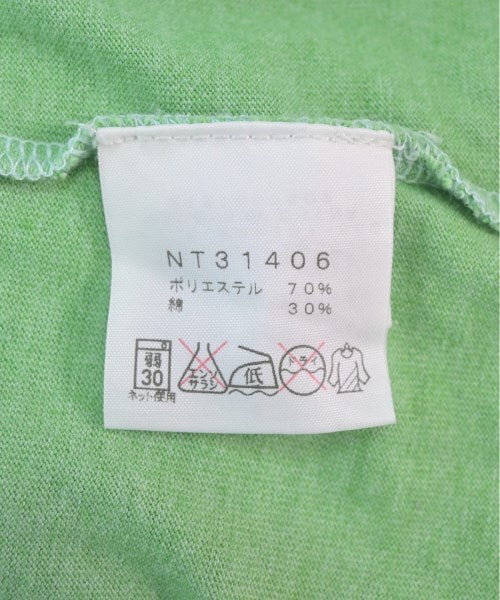 NT31406
ポリエステル 70%
綿 30%
弱 30 エンソ サラシ 低 ドライ
ネット使用